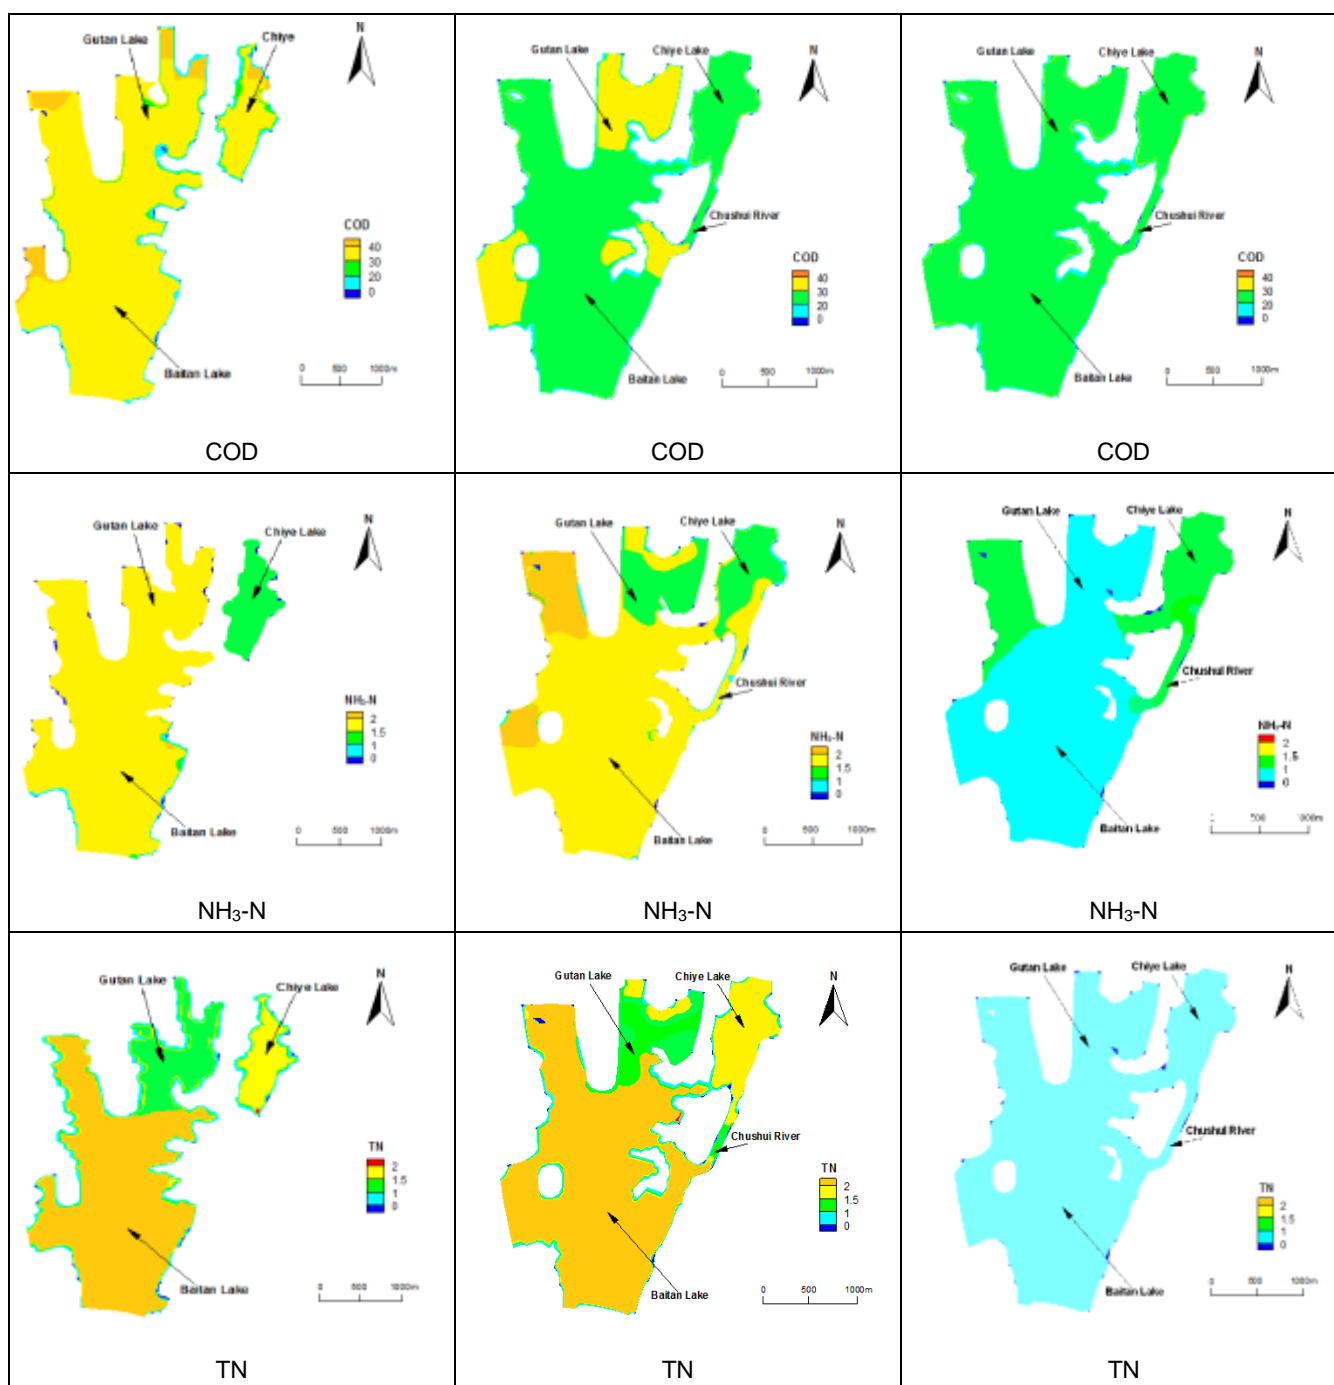 Gutan Lake
Chiye
N
COD
40
30
20
0
0 500 1000m
Baitan Lake
COD
Gutan Lake
Chiye Lake
N
Chushui River
COD
40
30
20
0
0 500 1000m
Baitan Lake
COD
Gutan Lake
Chiye Lake
N
Chushui River
COD
40
30
20
0
0 500 1000m
Baitan Lake
COD
Gutan Lake
Chiye Lake
N
NH₃-N
2
1.5
1
0
0 500 1000m
Baitan Lake
NH₃-N
Gutan Lake
Chiye Lake
N
Chushui River
NH₃-N
2
1.5
1
0
0 500 1000m
Baitan Lake
NH₃-N
Gutan Lake
Chiye Lake
N
Chushui River
NH₃-N
2
1.5
1
0
500 1000m
Baitan Lake
NH₃-N
Gutan Lake
Chiye Lake
N
TN
2
1.5
1
0
0 500 1000m
Baitan Lake
TN
Gutan Lake
Chiye Lake
N
Chushui River
TN
2
1.5
1
0
0 500 1000m
Baitan Lake
TN
Gutan Lake
Chiye Lake
N
Chushui River
TN
2
1.5
1
0
0 500 1000m
Baitan Lake
TN